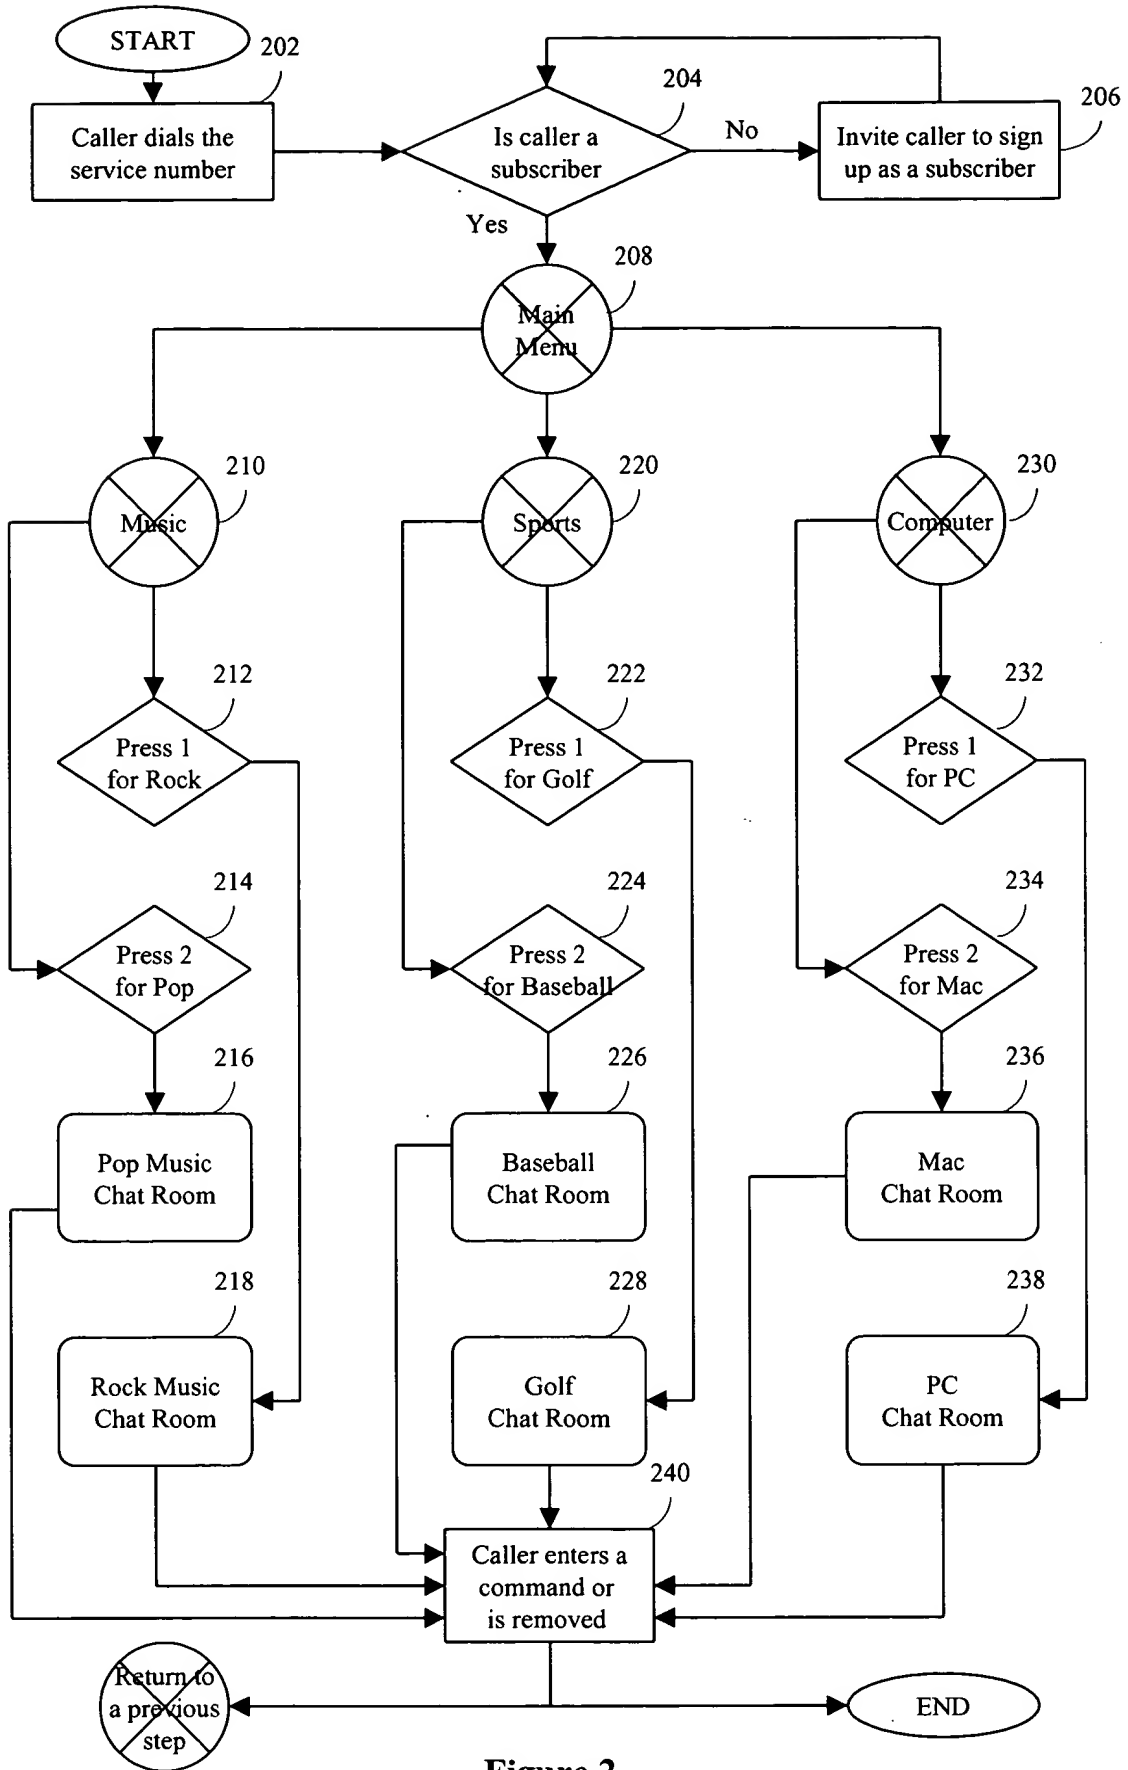 START
202
204
206
Caller dials the
service number
Is caller a
subscriber
No
Invite caller to sign
up as a subscriber
Yes
208
Main
Menu
210
220
230
Music
Sports
Computer
212
222
232
Press 1
for Rock
Press 1
for Golf
Press 1
for PC
214
224
234
Press 2
for Pop
Press 2
for Baseball
Press 2
for Mac
216
226
236
Pop Music
Chat Room
Baseball
Chat Room
Mac
Chat Room
218
228
238
Rock Music
Chat Room
Golf
Chat Room
PC
Chat Room
240
Caller enters a
command or
is removed
Return to
a previous
step
END
Figure 2